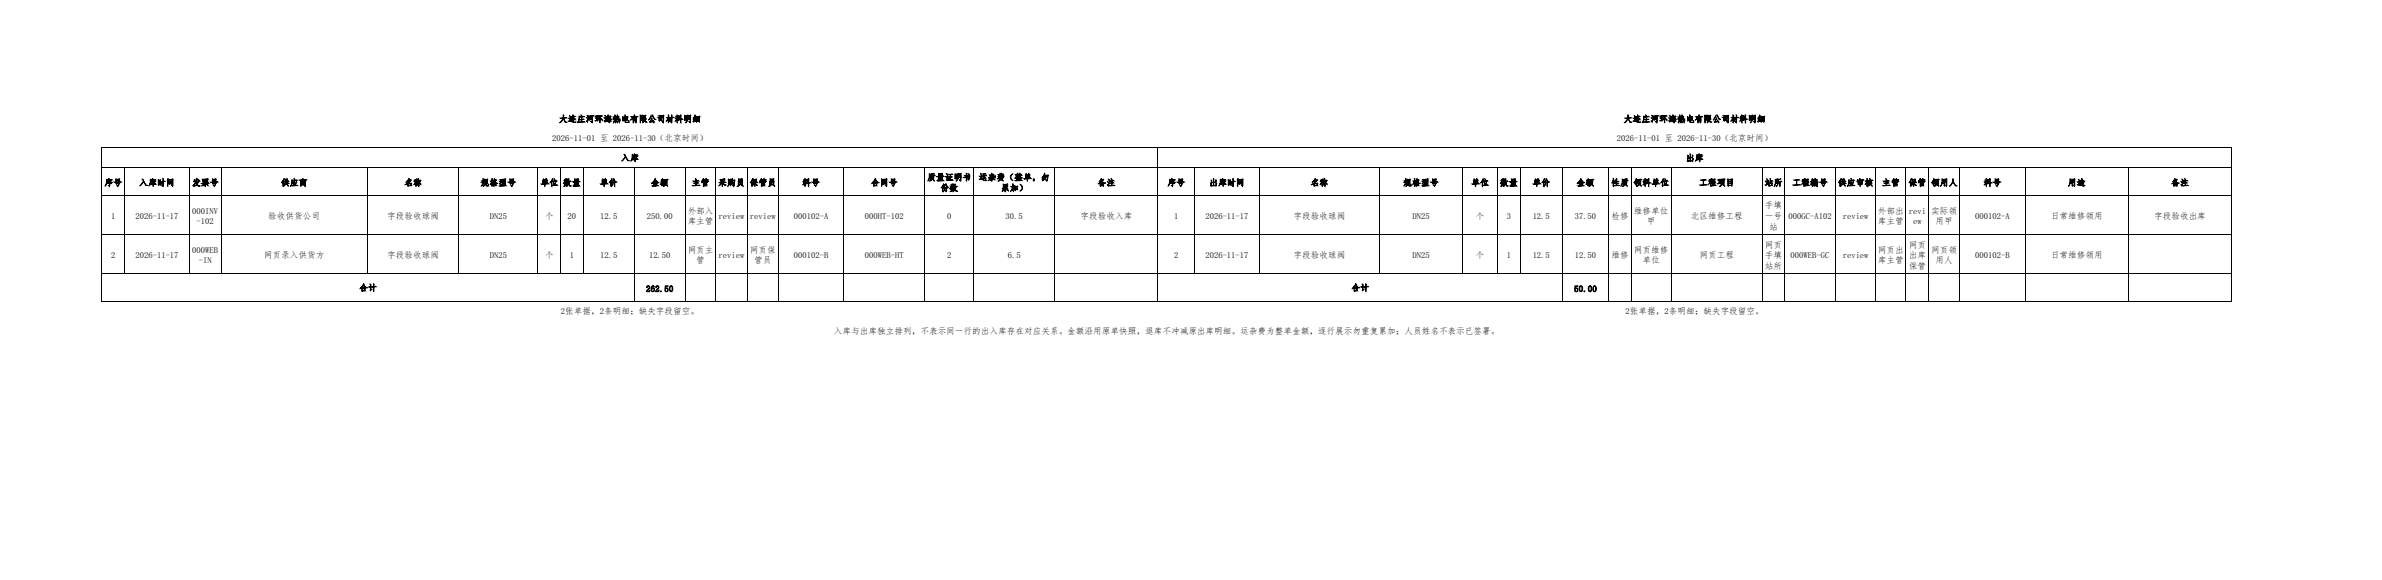 大连庄河环海热电有限公司材料明细 大连庄河环海热电有限公司材料明细
2026-11-01 至 2026-11-30（北京时间） 2026-11-01 至 2026-11-30（北京时间）
入库 出库
序号 入库时间 发票号 供应商 名称 规格型号 单位 数量 单价 金额 主管 采购员 保管员 料号 合同号 质量证明书份数 运杂费（整单，勿累加） 备注 序号 出库时间 名称 规格型号 单位 数量 单价 金额 性质 领料单位 工程项目 站所 工程编号 供应审核 主管 保管 领用人 料号 用途 备注
1 2026-11-17 000INV-102 验收供货公司 字段验收球阀 DN25 个 20 12.5 250.00 外部入库主管 review review 000102-A 000HT-102 0 30.5 字段验收入库 1 2026-11-17 字段验收球阀 DN25 个 3 12.5 37.50 检修 维修单位甲 北区维修工程 手填一号站 000GC-A102 review 外部出库主管 review 实际领用甲 000102-A 日常维修领用 字段验收出库
2 2026-11-17 000WEB-IN 网页录入供货方 字段验收球阀 DN25 个 1 12.5 12.50 网页主管 review 网页保管员 000102-B 000WEB-HT 2 6.5 2 2026-11-17 字段验收球阀 DN25 个 1 12.5 12.50 维修 网页维修单位 网页工程 网页手填站所 000WEB-GC review 网页出库主管 网页出库保管 网页领用人 000102-B 日常维修领用
合计 262.50 合计 50.00
2张单据，2条明细；缺失字段留空。 2张单据，2条明细；缺失字段留空。
入库与出库独立排列，不表示同一行的出入库存在对应关系。金额沿用原单快照，退库不冲减原出库明细。运杂费为整单金额，逐行展示勿重复累加；人员姓名不表示已签署。